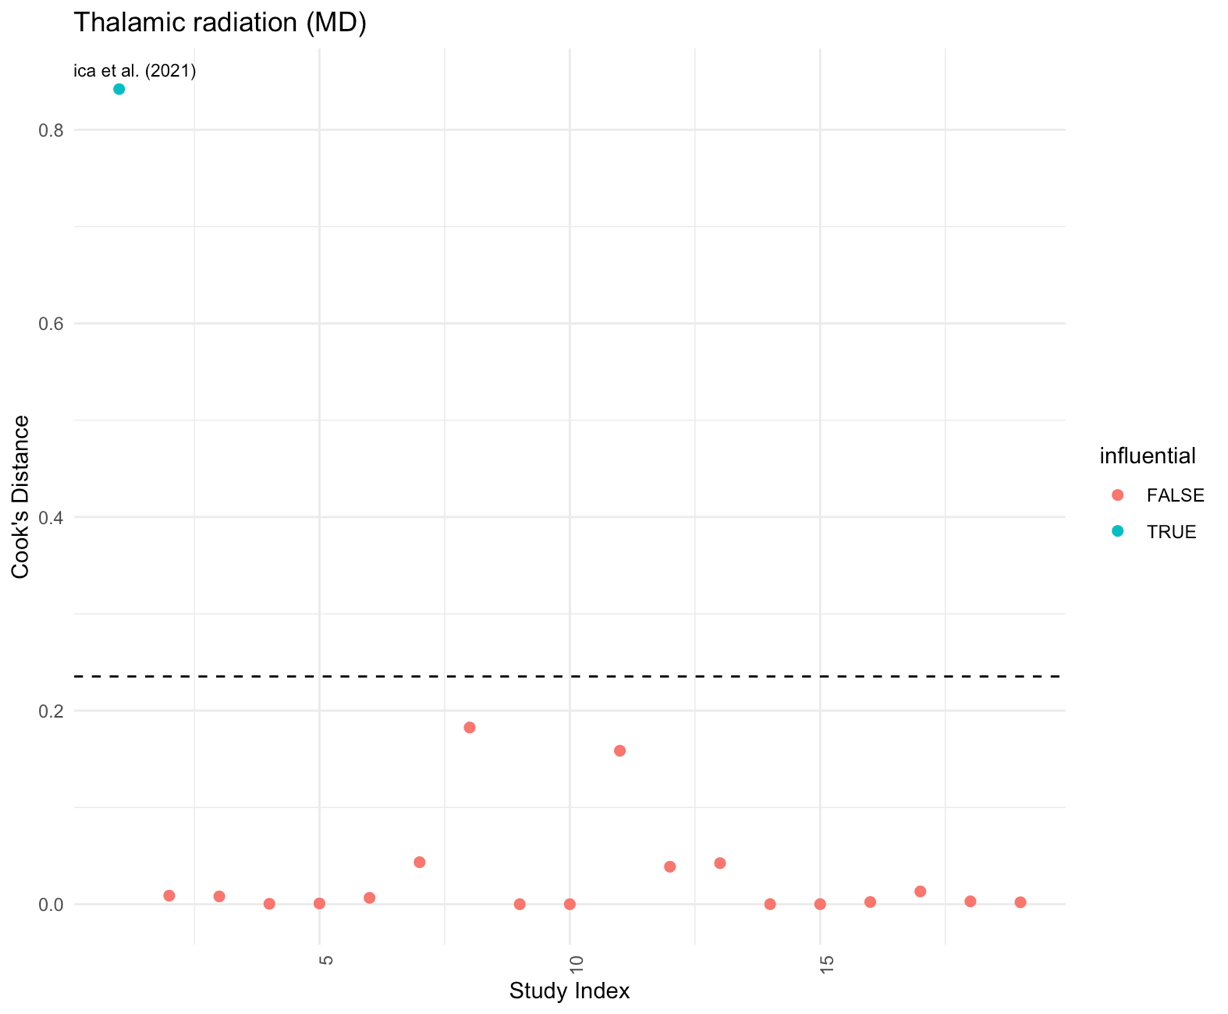 Thalamic radiation (MD)
ica et al. (2021)
0.8
0.6
0.4
0.2
0.0
Cook's Distance
5
10
15
Study Index
influential
FALSE
TRUE